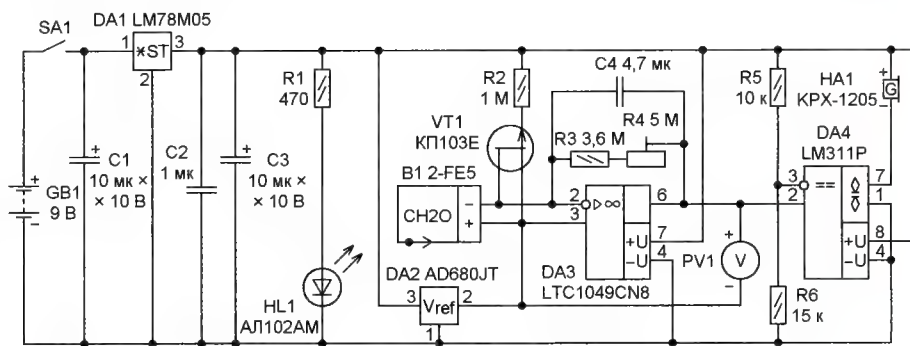 SA1
DA1 LM78M05
1
✱ST
3
2
GB1
9 В
C1
10 мк ×
× 10 В
C2
1 мк
C3
10 мк ×
× 10 В
R1
470
HL1
АЛ102АМ
R2
1 М
VT1
КП103Е
B1 2-FE5
CH2O
−
+
DA2 AD680JT
3
Vref
2
1
C4 4,7 мк
R4 5 М
R3 3,6 М
2
3
▷∞
6
+U
7
−U
4
DA3
LTC1049CN8
PV1
+
V
−
R5
10 к
R6
15 к
HA1
KPX-1205
+
G
−
DA4
LM311P
3
2
==
7
1
+U
8
−U
4